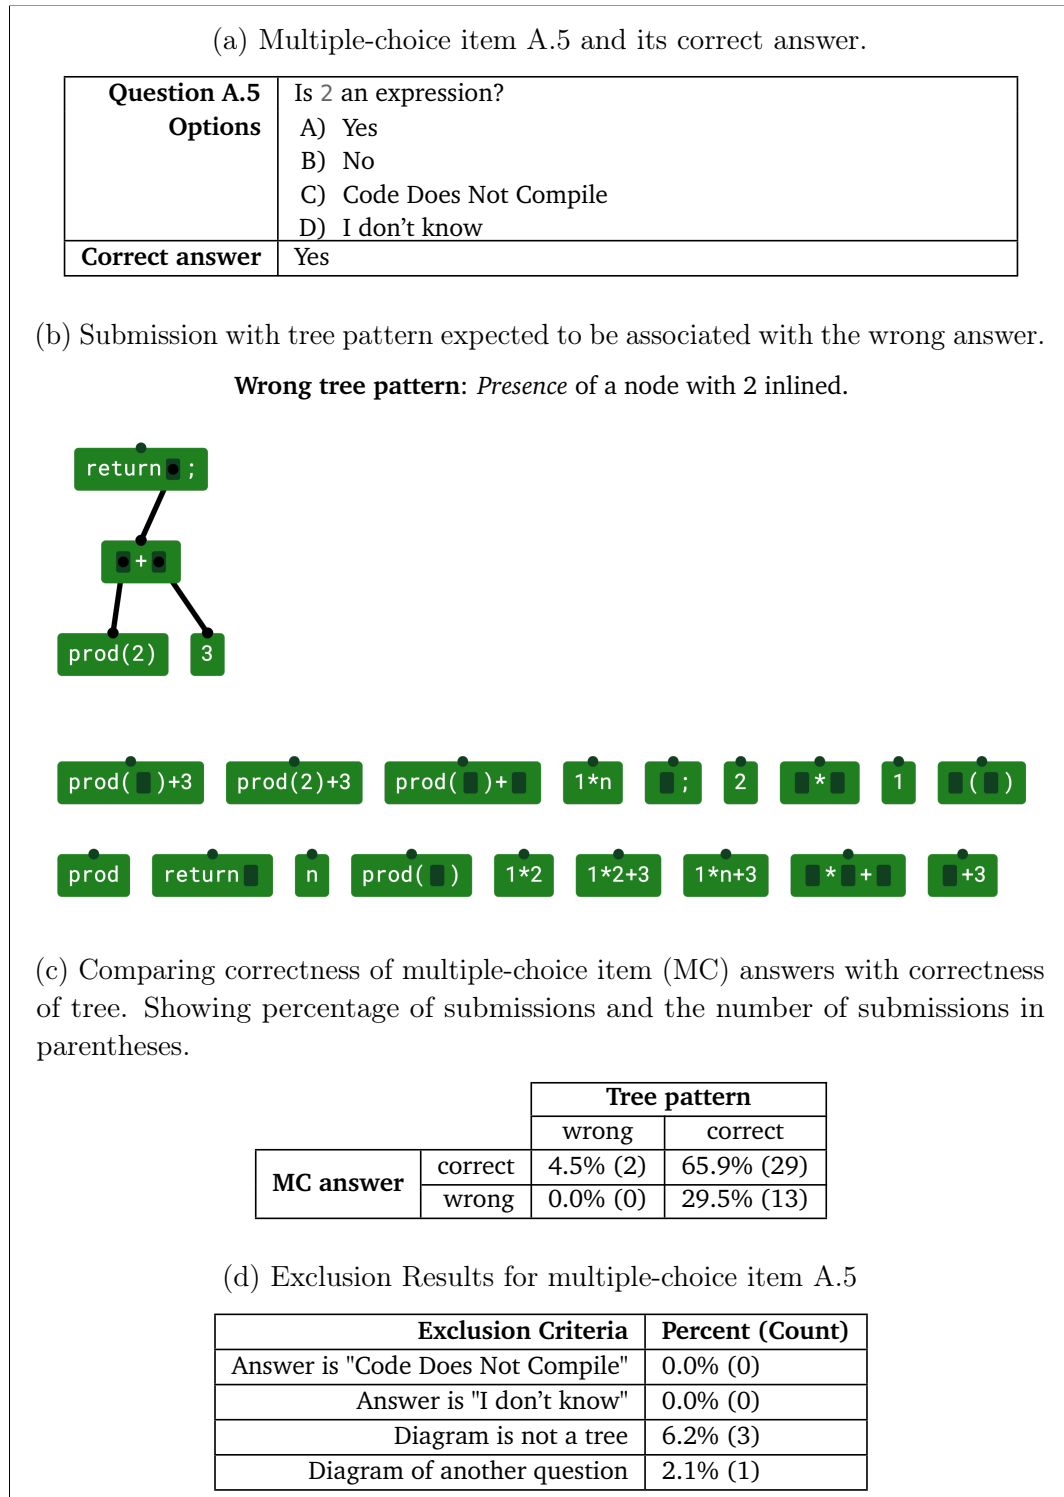 (a) Multiple-choice item A.5 and its correct answer.
Question A.5 Is 2 an expression?
Options A) Yes
B) No
C) Code Does Not Compile
D) I don't know
Correct answer Yes
(b) Submission with tree pattern expected to be associated with the wrong answer.
Wrong tree pattern: Presence of a node with 2 inlined.
return ;
+
prod(2) 3
prod( )+3 prod(2)+3 prod( )+ 1*n ; 2 * 1 ( )
prod return n prod( ) 1*2 1*2+3 1*n+3 * + +3
(c) Comparing correctness of multiple-choice item (MC) answers with correctness
of tree. Showing percentage of submissions and the number of submissions in
parentheses.
Tree pattern
wrong correct
MC answer correct 4.5% (2) 65.9% (29)
wrong 0.0% (0) 29.5% (13)
(d) Exclusion Results for multiple-choice item A.5
Exclusion Criteria Percent (Count)
Answer is "Code Does Not Compile" 0.0% (0)
Answer is "I don't know" 0.0% (0)
Diagram is not a tree 6.2% (3)
Diagram of another question 2.1% (1)